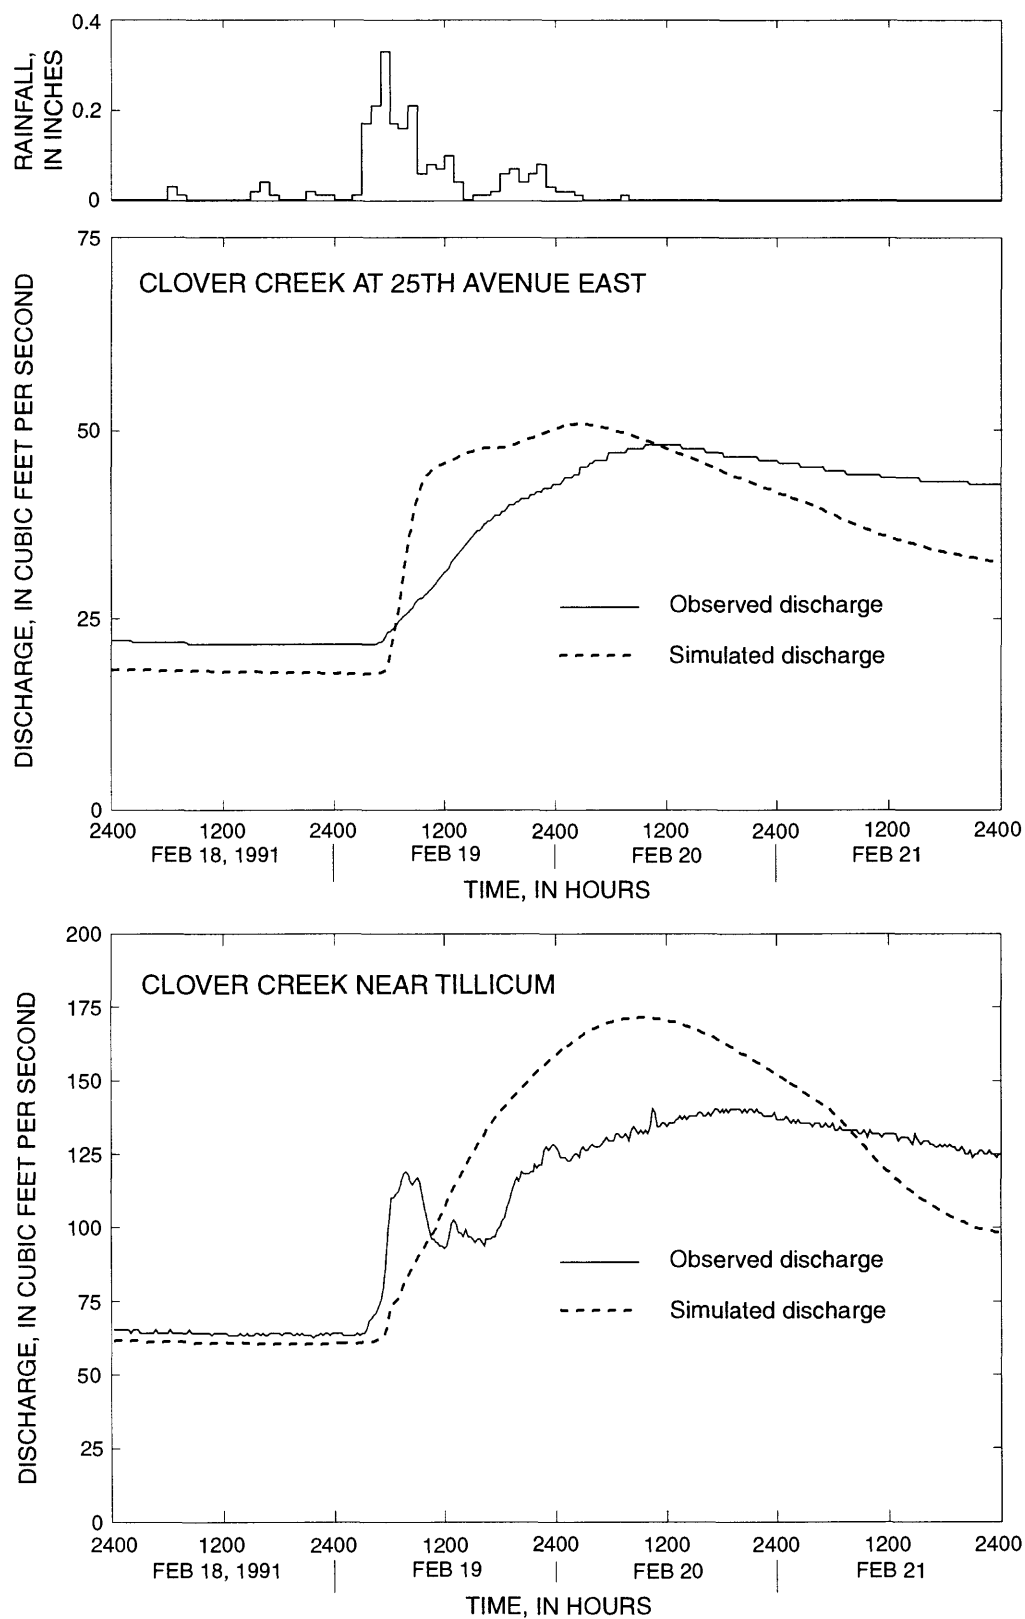 RAINFALL,
IN INCHES
0.4
0.2
0
DISCHARGE, IN CUBIC FEET PER SECOND
75
50
25
0
CLOVER CREEK AT 25TH AVENUE EAST
Observed discharge
Simulated discharge
2400 1200 2400 1200 2400 1200 2400 1200 2400
FEB 18, 1991 FEB 19 FEB 20 FEB 21
TIME, IN HOURS
DISCHARGE, IN CUBIC FEET PER SECOND
200
175
150
125
100
75
50
25
0
CLOVER CREEK NEAR TILLICUM
Observed discharge
Simulated discharge
2400 1200 2400 1200 2400 1200 2400 1200 2400
FEB 18, 1991 FEB 19 FEB 20 FEB 21
TIME, IN HOURS